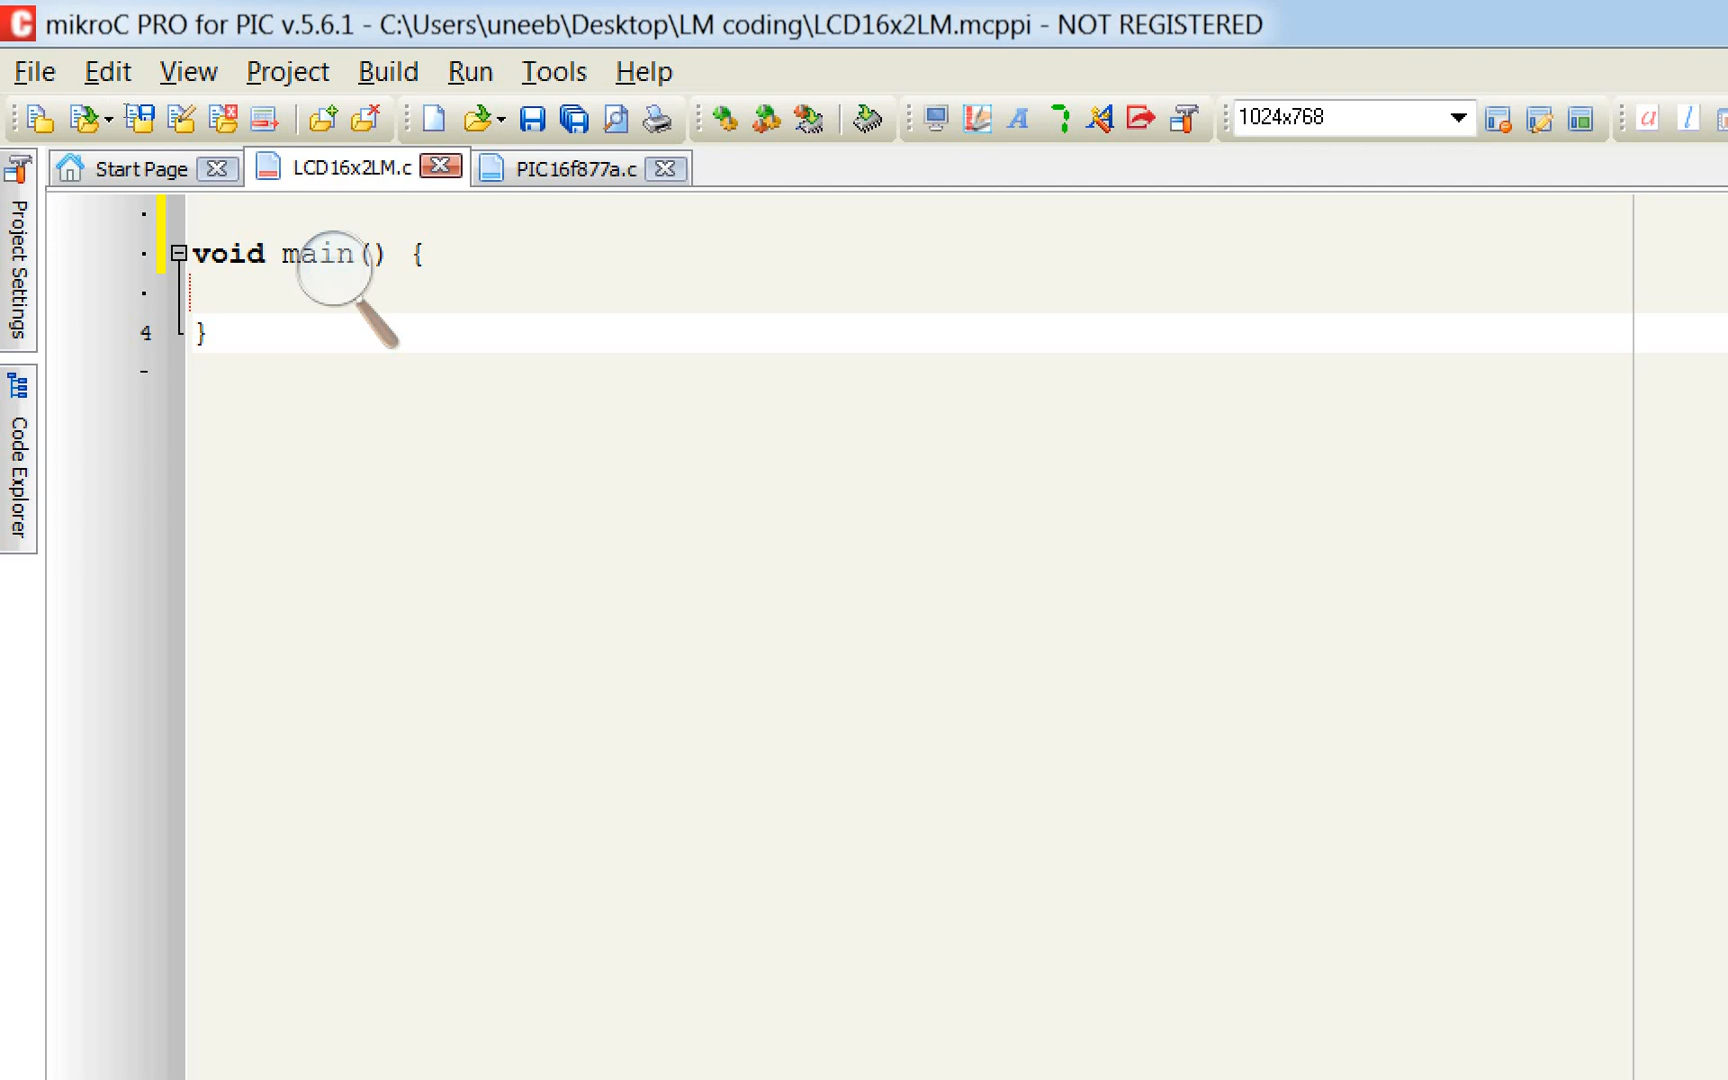 mikroC PRO for PIC v.5.6.1 - C:\Users\uneeb\Desktop\LM coding\LCD16x2LM.mcppi - NOT REGISTERED
File Edit View Project Build Run Tools Help
1024x768
Start Page LCD16x2LM.c PIC16f877a.c
Project Settings
Code Explorer
void main() {
4 }